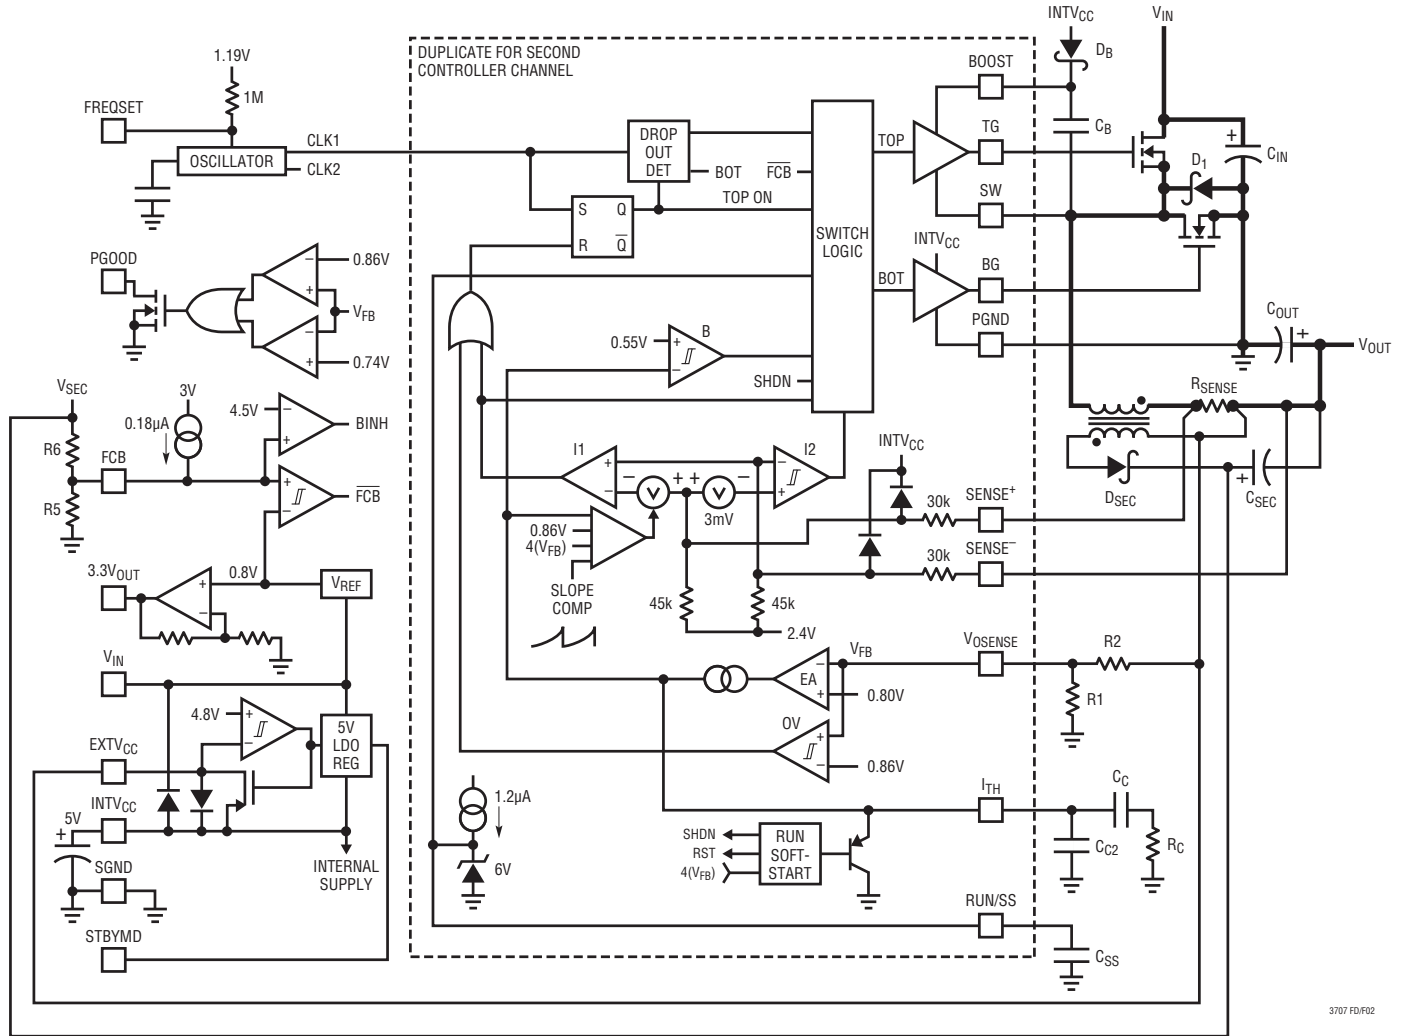 DUPLICATE FOR SECOND
CONTROLLER CHANNEL
1.19V
1M
FREQSET
OSCILLATOR
CLK1
CLK2
DROP
OUT
DET
BOT
FCB
TOP ON
S Q
R Q
SWITCH
LOGIC
TOP
BOT
INTVCC
BOOST
TG
SW
BG
PGND
INTVCC
DB
CB
VIN
+
CIN
D1
COUT
+
VOUT
RSENSE
DSEC
+
CSEC
PGOOD
−
0.86V
+
VFB
−
+
0.74V
VSEC
R6
R5
FCB
3V
0.18µA
4.5V
−
+
BINH
+
−
FCB
0.55V
+
−
B
SHDN
I1
+
−
− + + −
V V
3mV
I2
−
+
0.86V
4(VFB)
SLOPE
COMP
45k
45k
2.4V
INTVCC
30k
SENSE+
30k
SENSE−
3.3VOUT
+
−
0.8V
VREF
VIN
4.8V
+
−
5V
LDO
REG
EXTVCC
INTVCC
5V
+
SGND
INTERNAL
SUPPLY
STBYMD
VFB
−
EA
+
0.80V
OV
+
−
0.86V
VOSENSE
R2
R1
1.2µA
6V
ITH
CC
CC2
RC
SHDN
RST
4(VFB)
RUN
SOFT-
START
RUN/SS
CSS
3707 FD/F02